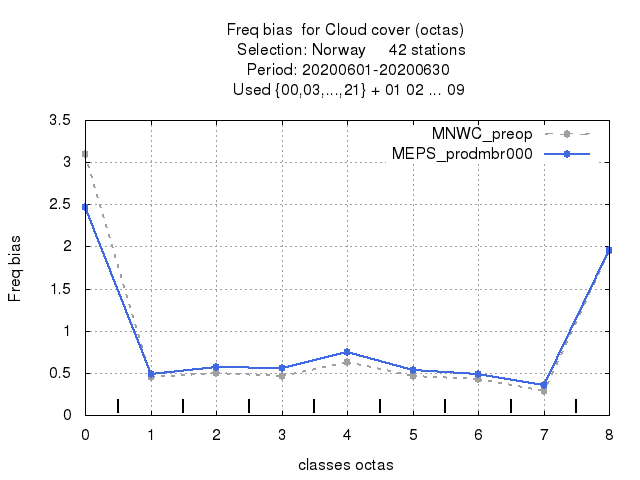 Freq bias  for Cloud cover (octas)
Selection: Norway     42 stations
Period: 20200601-20200630
Used {00,03,...,21} + 01 02 ... 09
MNWC_preop
MEPS_prodmbr000
Freq bias
3.5
3
2.5
2
1.5
1
0.5
0
0 1 2 3 4 5 6 7 8
classes octas